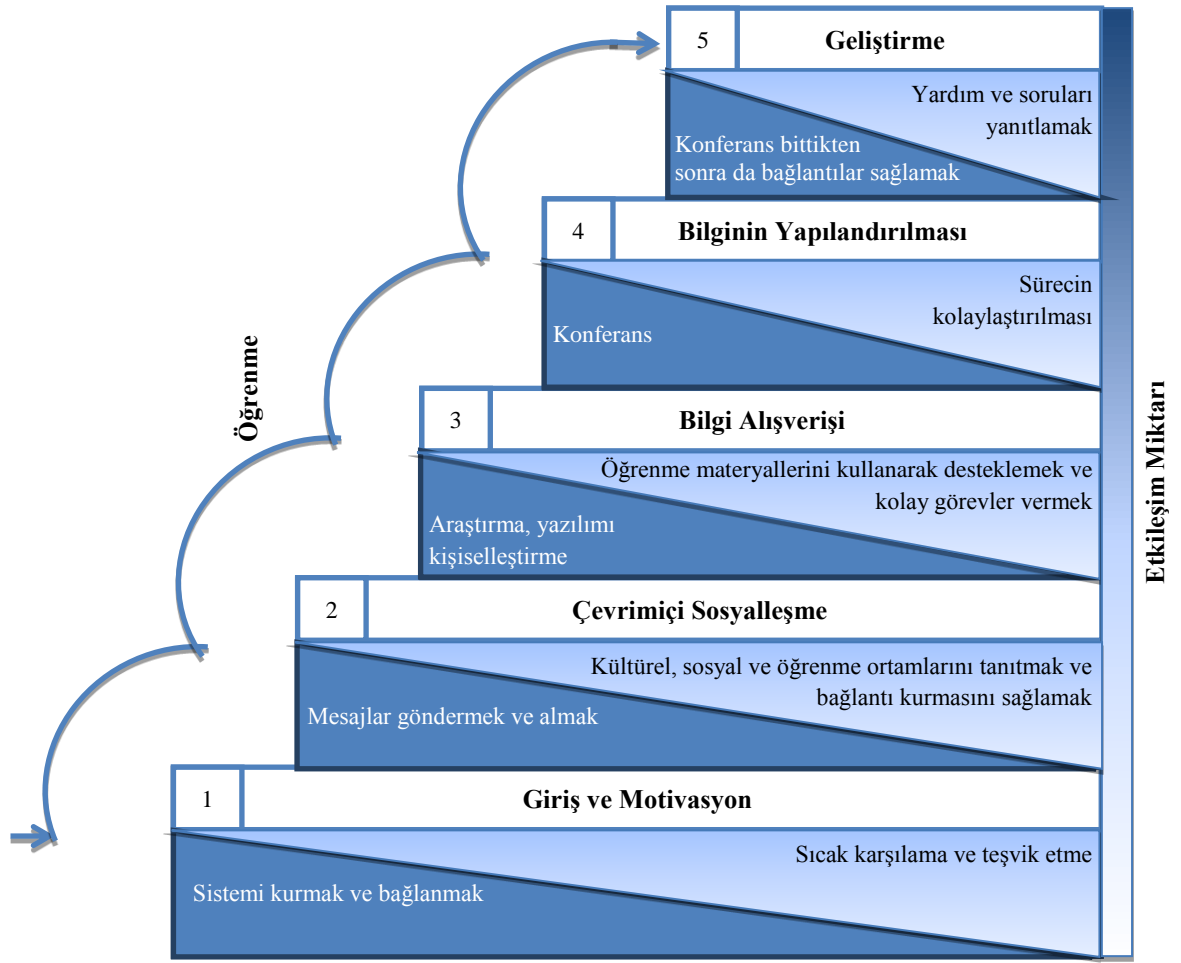 5
Geliştirme
Yardım ve soruları
yanıtlamak
Konferans bittikten
sonra da bağlantılar sağlamak
4
Bilginin Yapılandırılması
Sürecin
kolaylaştırılması
Konferans
Öğrenme
3
Bilgi Alışverişi
Öğrenme materyallerini kullanarak desteklemek ve
kolay görevler vermek
Araştırma, yazılımı
kişiselleştirme
Etkileşim Miktarı
2
Çevrimiçi Sosyalleşme
Kültürel, sosyal ve öğrenme ortamlarını tanıtmak ve
bağlantı kurmasını sağlamak
Mesajlar göndermek ve almak
1
Giriş ve Motivasyon
Sıcak karşılama ve teşvik etme
Sistemi kurmak ve bağlanmak